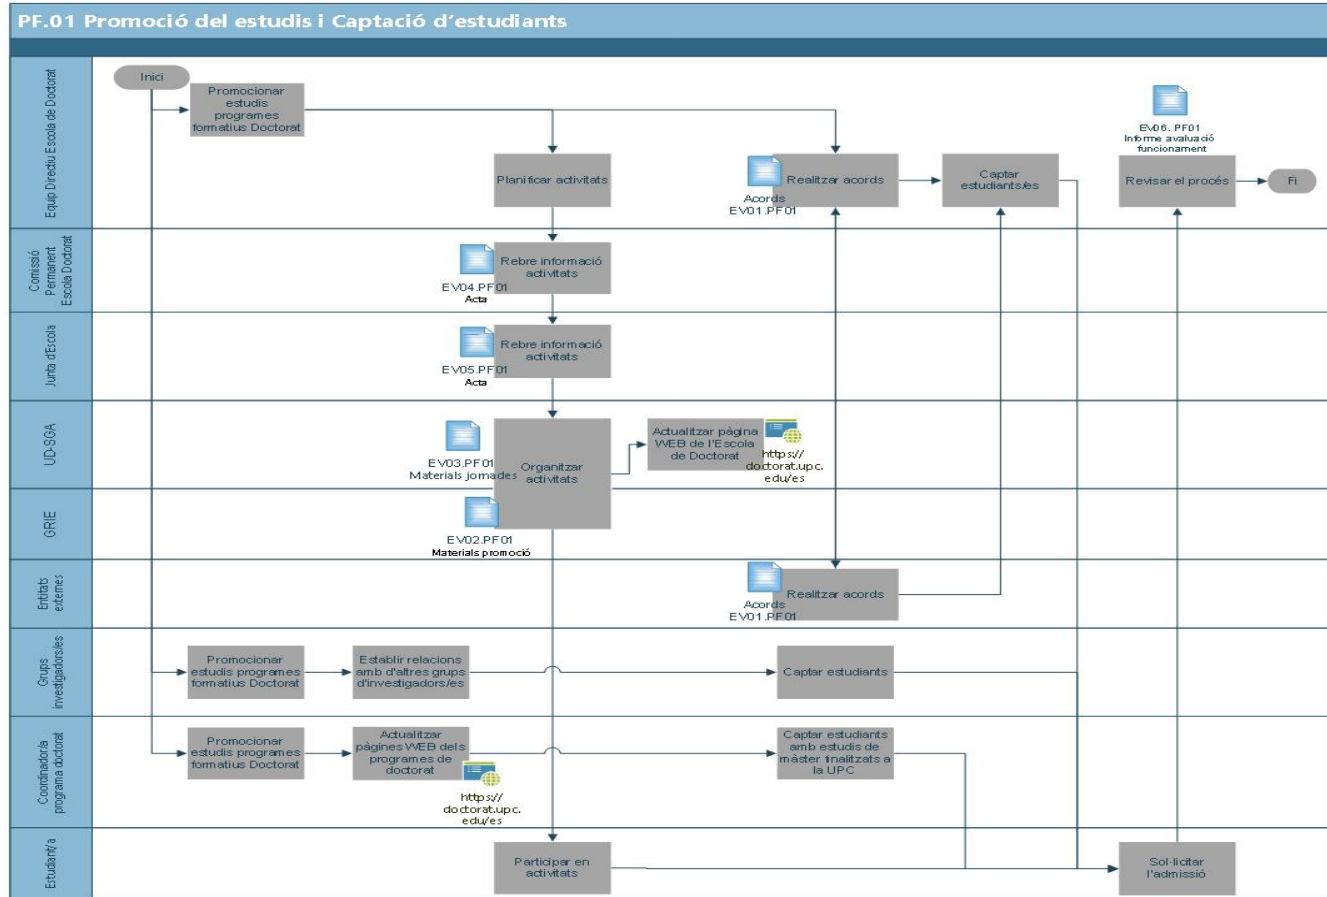 PF.01 Promoció del estudis i Captació d'estudiants
Equip Directiu Escola de Doctorat
Inici
Promocionar
estudis
programes
formatius Doctorat
Planificar activitats
Acords
EV01.PF01
Realitzar acords
Captar
estudiants/es
EV06. PF01
Informe avaluació
funcionament
Revisar el procés
Fi
Comissió
Permanent
Escola Doctorat
EV04.PF01
Acta
Rebre informació
activitats
Junta d'Escola
EV05.PF01
Acta
Rebre informació
activitats
UD-SGA
EV03.PF01
Materials jornades
Organitzar
activitats
Actualitzar pàgina
WEB de l'Escola
de Doctorat
https://
doctorat.upc.
edu/es
GRIE
EV02.PF01
Materials promoció
Entitats
externes
Acords
EV01.PF01
Realitzar acords
Grups
investigadors/es
Promocionar
estudis programes
formatius Doctorat
Establir relacions
amb d'altres grups
d'investigadors/es
Captar estudiants
Coordinador/a
programa doctorat
Promocionar
estudis programes
formatius Doctorat
Actualitzar
pàgines WEB dels
programes de
doctorat
https://
doctorat.upc.
edu/es
Captar estudiants
amb estudis de
màster finalitzats a
la UPC
Estudiant/a
Participar en
activitats
Sol·licitar
l'admissió